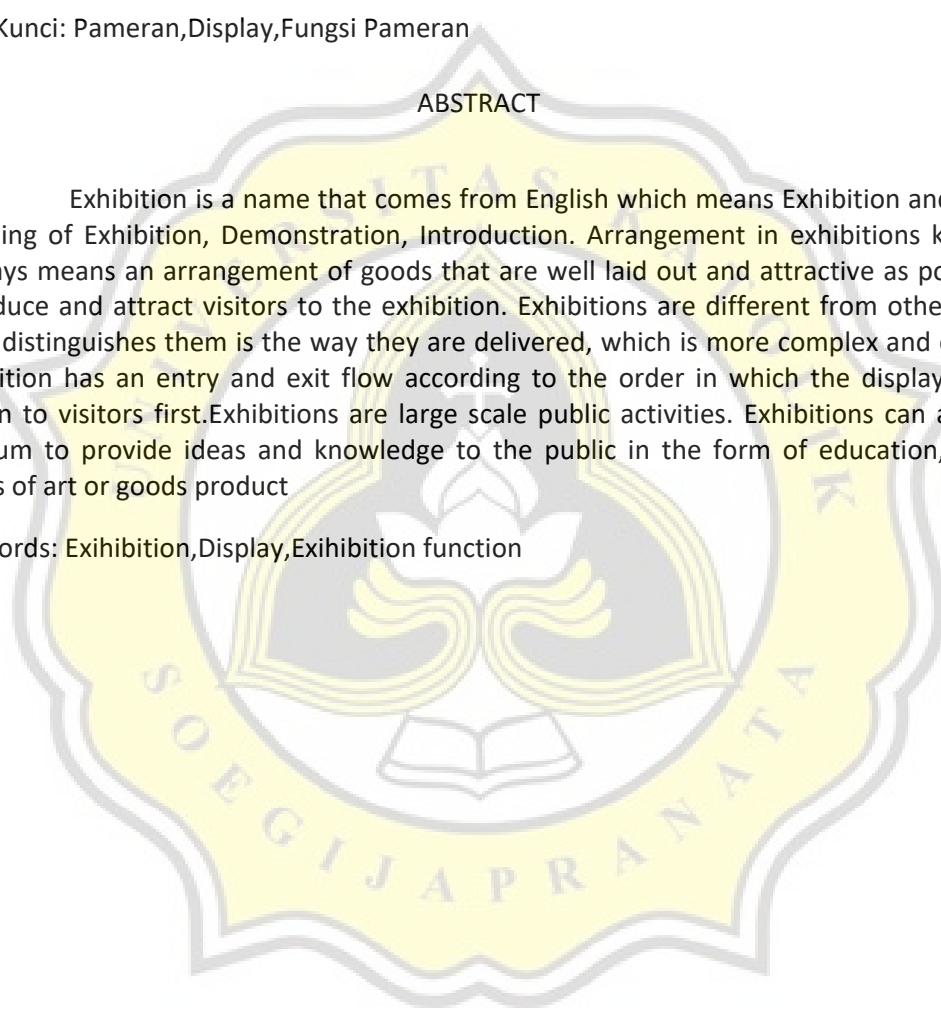 Kunci: Pameran,Display,Fungsi Pameran
ABSTRACT
Exhibition is a name that comes from English which means Exhibition and
ing of Exhibition, Demonstration, Introduction. Arrangement in exhibitions k
ays means an arrangement of goods that are well laid out and attractive as po
duce and attract visitors to the exhibition. Exhibitions are different from othe
distinguishes them is the way they are delivered, which is more complex and
ition has an entry and exit flow according to the order in which the display
n to visitors first.Exhibitions are large scale public activities. Exhibitions can a
um to provide ideas and knowledge to the public in the form of education,
s of art or goods product
ords: Exihibition,Display,Exihibition function
UNIVERSITAS KATOLIK
SOEGIJAPRANATA